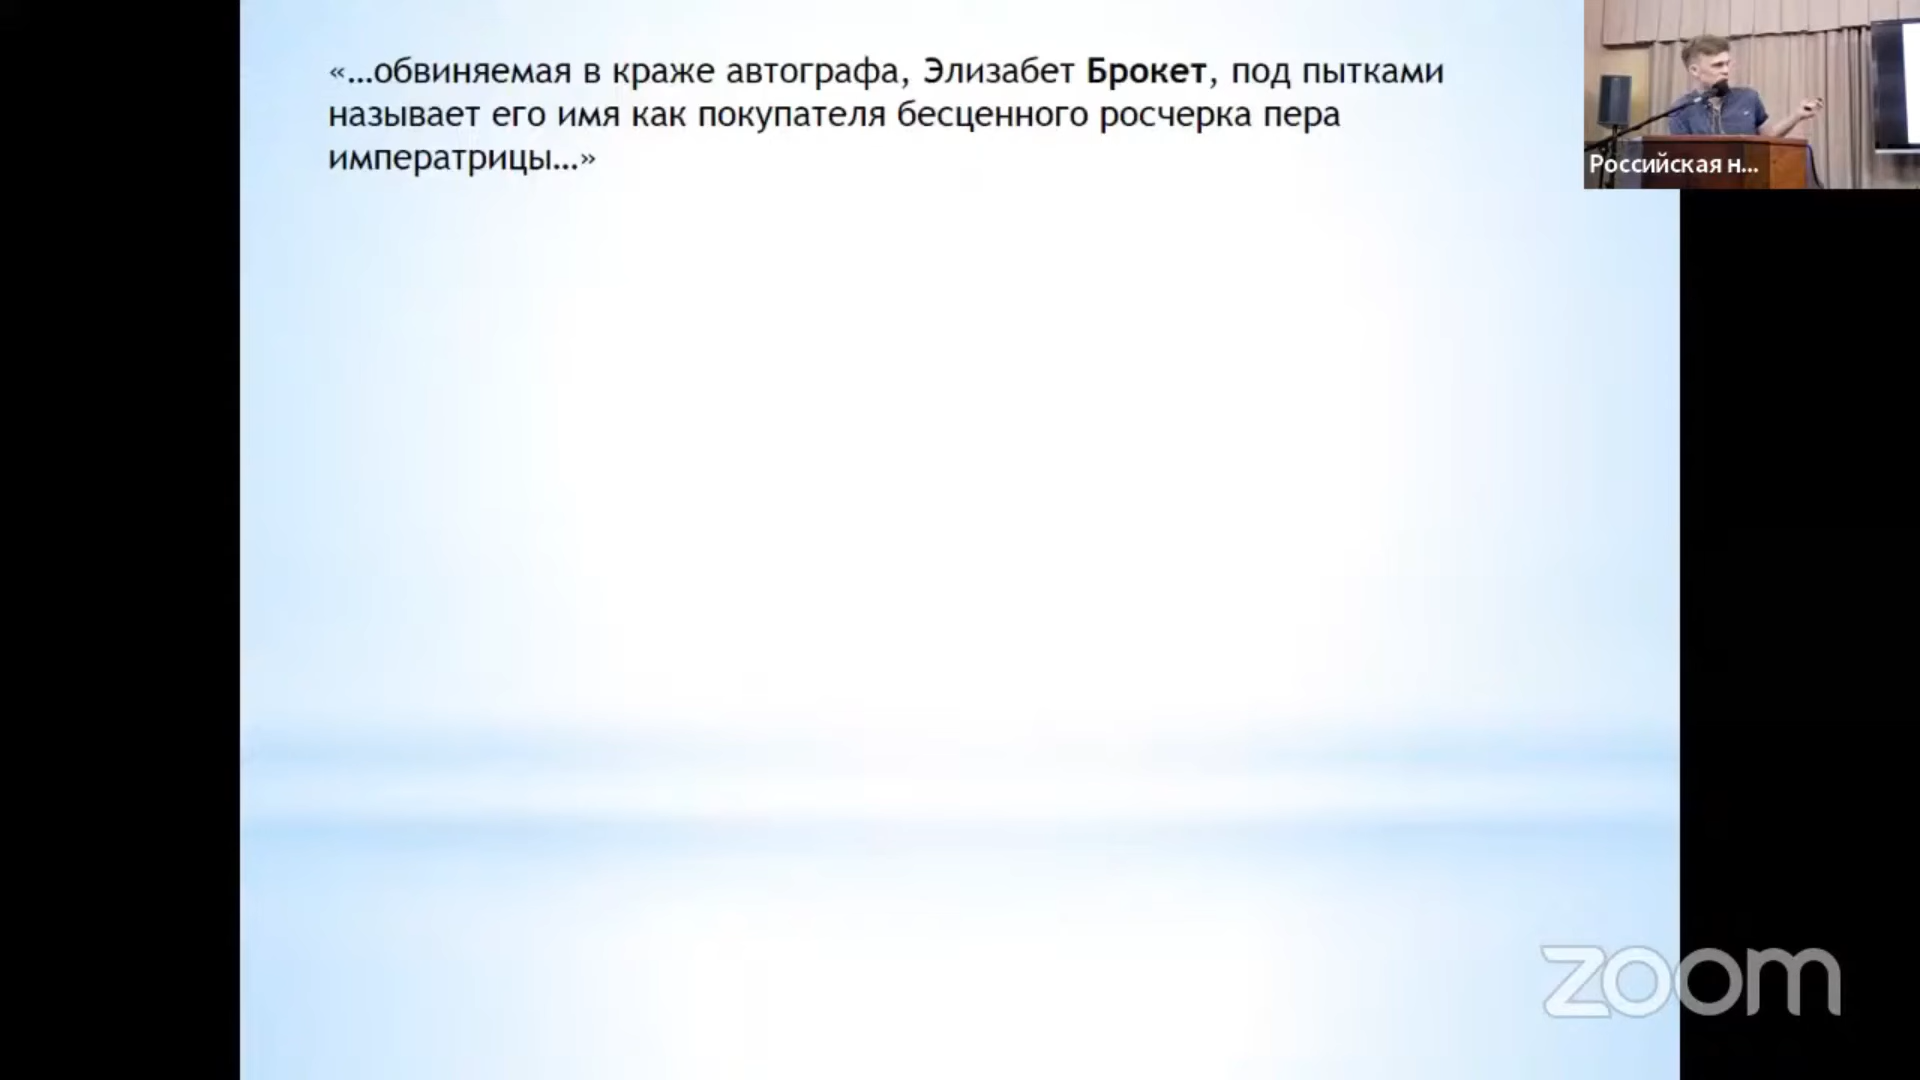 «...обвиняемая в краже автографа, Элизабет Брокет, под пытками
называет его имя как покупателя бесценного росчерка пера
императрицы...»
Российская н...
zoom